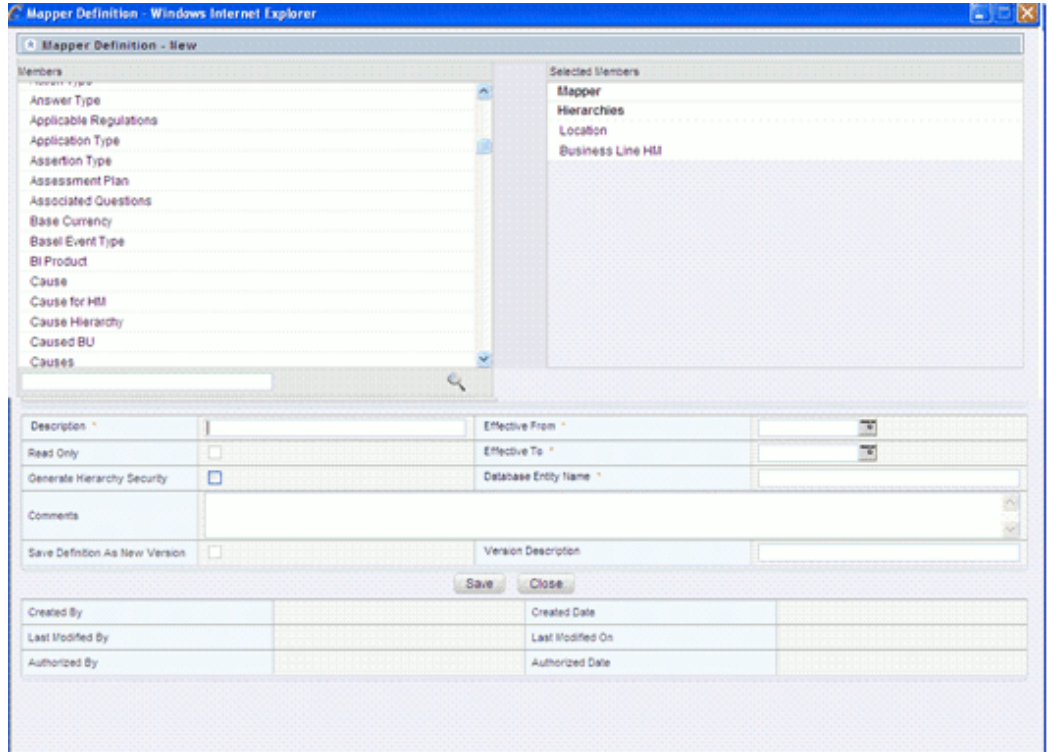 Mapper Definition - Windows Internet Explorer
Mapper Definition - New
Members
Answer Type
Applicable Regulations
Application Type
Assertion Type
Assessment Plan
Associated Questions
Base Currency
Basel Event Type
BI Product
Cause
Cause for HM
Cause Hierarchy
Caused BU
Causes
Selected Members
Mapper
Hierarchies
Location
Business Line HM
Description *
Effective From *
Read Only
Effective To *
Generate Hierarchy Security
Database Entity Name *
Comments
Save Definition As New Version
Version Description
Save
Close
Created By
Created Date
Last Modified By
Last Modified On
Authorized By
Authorized Date